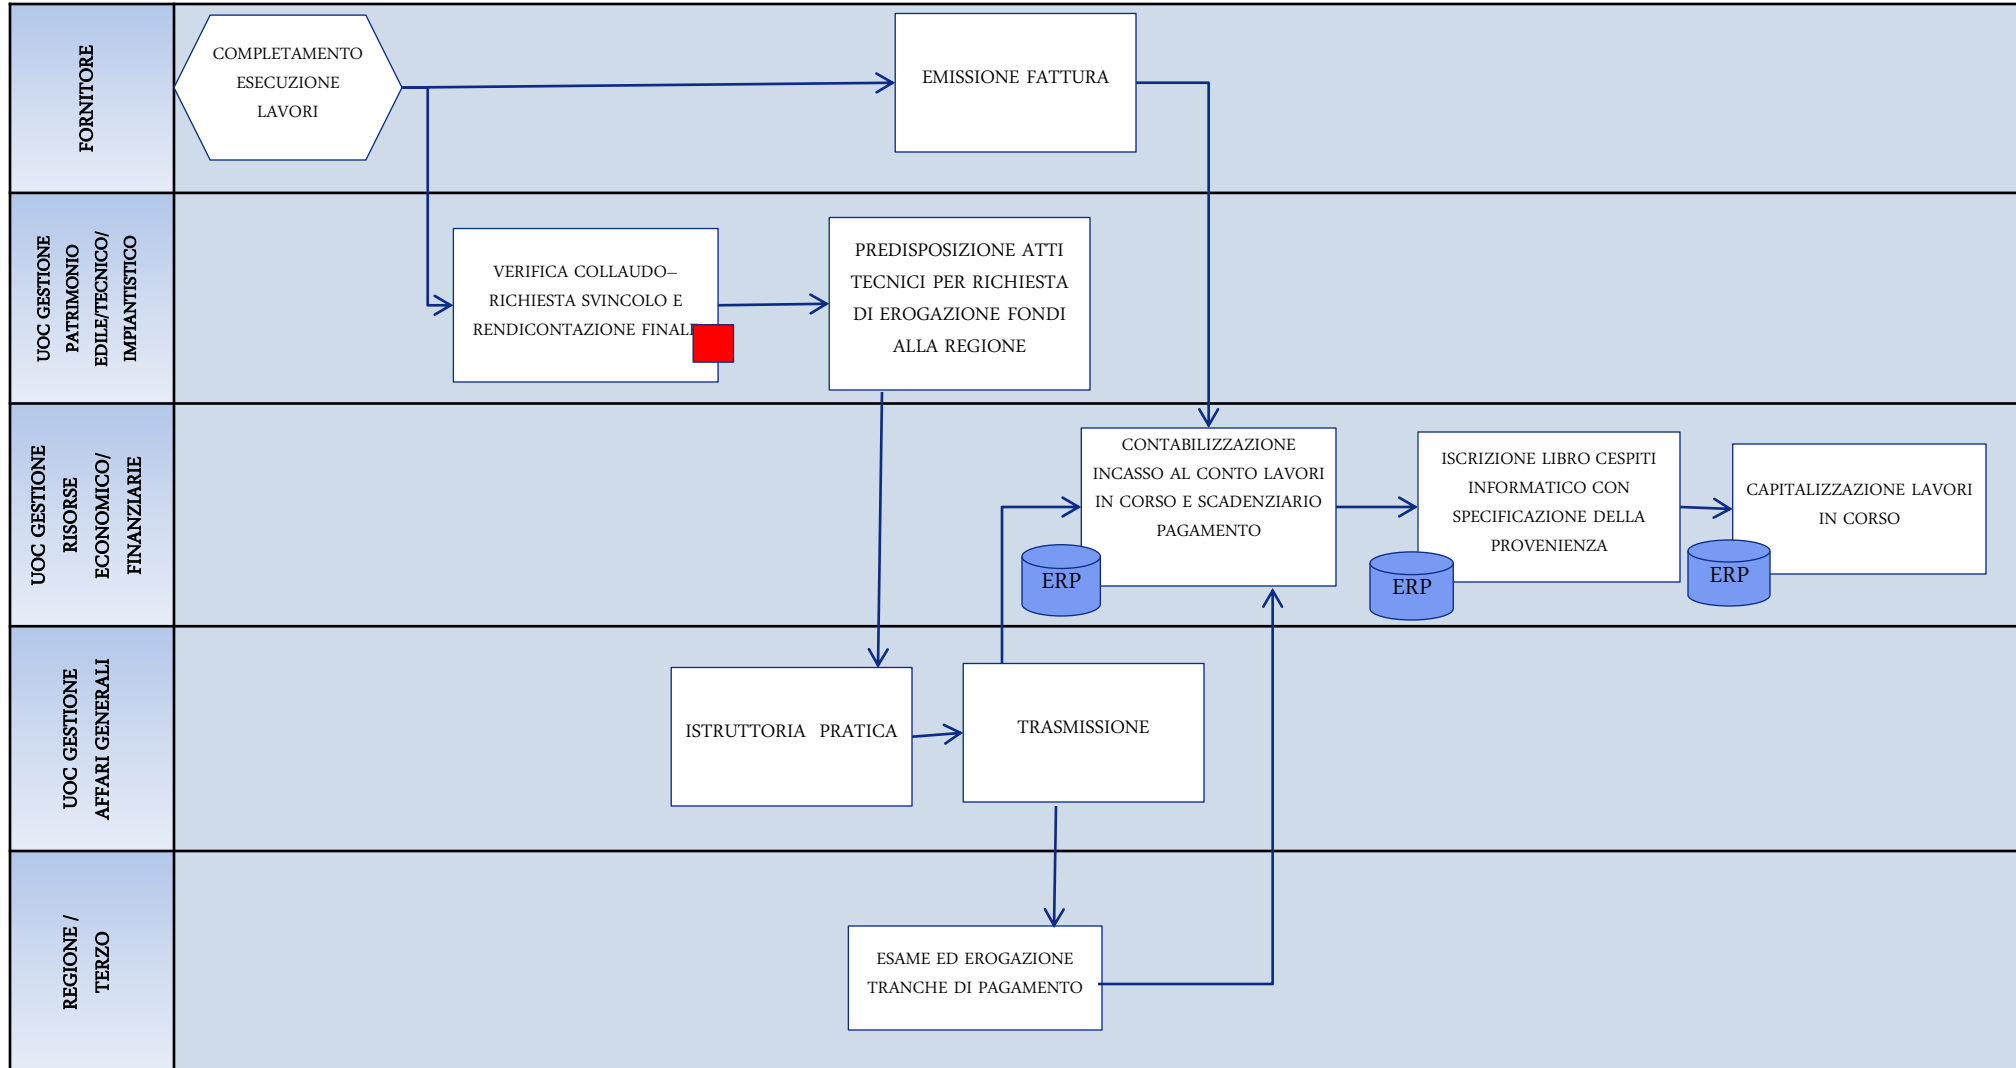 FORNITORE
COMPLETAMENTO
ESECUZIONE
LAVORI
EMISSIONE FATTURA
UOC GESTIONE
PATRIMONIO
EDILE/TECNICO/
IMPIANTISTICO
VERIFICA COLLAUDO–
RICHIESTA SVINCOLO E
RENDICONTAZIONE FINALE
PREDISPOSIZIONE ATTI
TECNICI PER RICHIESTA
DI EROGAZIONE FONDI
ALLA REGIONE
UOC GESTIONE
RISORSE
ECONOMICO/
FINANZIARIE
CONTABILIZZAZIONE
INCASSO AL CONTO LAVORI
IN CORSO E SCADENZIARIO
PAGAMENTO
ERP
ISCRIZIONE LIBRO CESPITI
INFORMATICO CON
SPECIFICAZIONE DELLA
PROVENIENZA
ERP
CAPITALIZZAZIONE LAVORI
IN CORSO
ERP
UOC GESTIONE
AFFARI GENERALI
ISTRUTTORIA PRATICA
TRASMISSIONE
REGIONE /
TERZO
ESAME ED EROGAZIONE
TRANCHE DI PAGAMENTO